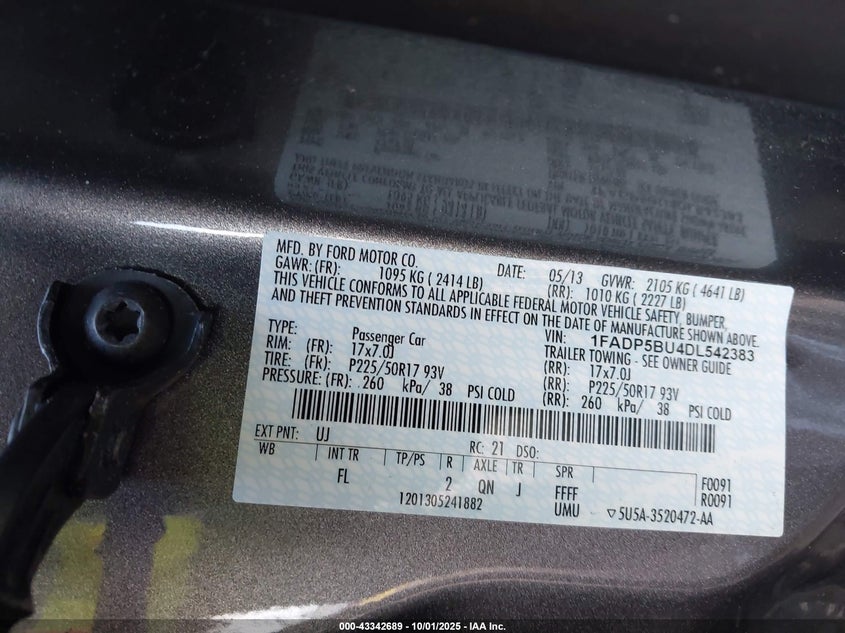 MFD. BY FORD MOTOR CO. DATE: 05/13 GVWR: 2105 KG ( 4641 LB)
GAWR: (FR): 1095 KG ( 2414 LB) (RR): 1010 KG ( 2227 LB)
THIS VEHICLE CONFORMS TO ALL APPLICABLE FEDERAL MOTOR VEHICLE SAFETY, BUMPER,
AND THEFT PREVENTION STANDARDS IN EFFECT ON THE DATE OF MANUFACTURE SHOWN ABOVE.
VIN: 1FADP5BU4DL542383
TYPE: Passenger Car TRAILER TOWING - SEE OWNER GUIDE
RIM: (FR): 17x7.0J (RR): 17x7.0J
TIRE: (FR): P225/50R17 93V (RR): P225/50R17 93V
PRESSURE: (FR): 260 kPa/ 38 PSI COLD (RR): 260 kPa/ 38 PSI COLD
EXT PNT: UJ RC: 21 DSO:
WB INT TR TP/PS R AXLE TR SPR F0091
FL 2 QN J FFFF R0091
1201305241882 UMU ▽5U5A-3520472-AA
000-43342689 - 10/01/2025 - IAA Inc.